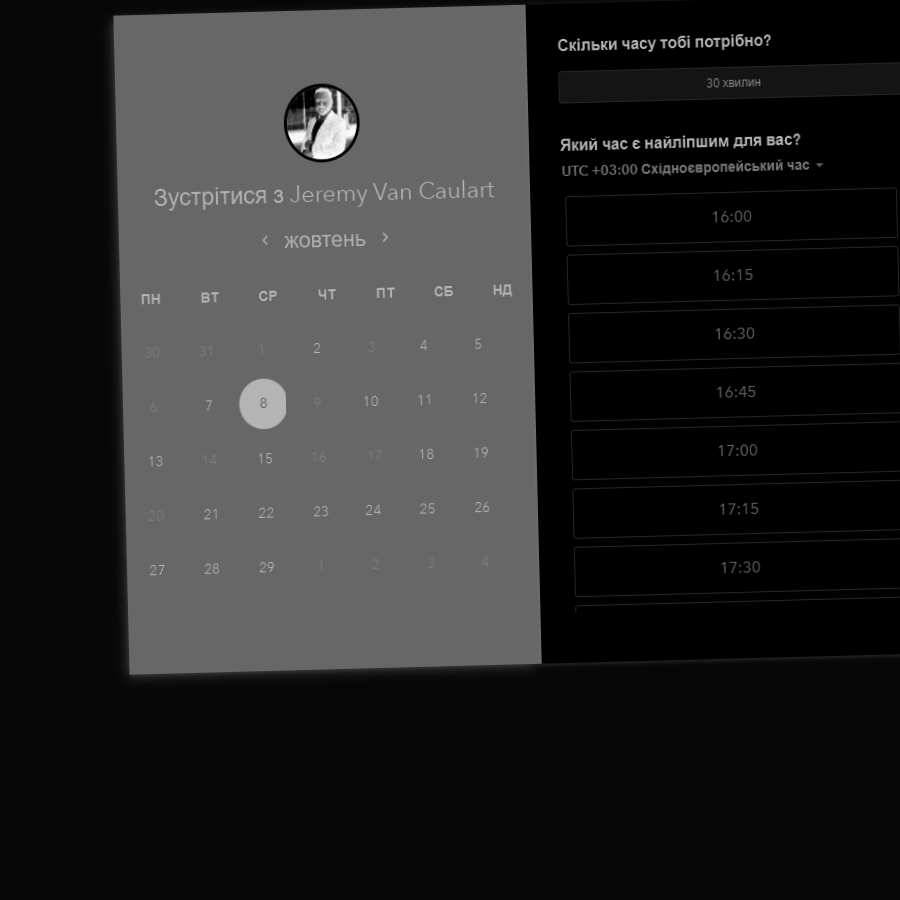 Зустрітися з Jeremy Van Caulart
жовтень
ПН ВТ СР ЧТ ПТ СБ НД
30 31 1 2 3 4 5
6 7 8 9 10 11 12
13 14 15 16 17 18 19
20 21 22 23 24 25 26
27 28 29 1 2 3 4
Скільки часу тобі потрібно?
30 хвилин
Який час є найліпшим для вас?
UTC +03:00 Східноєвропейський час
16:00
16:15
16:30
16:45
17:00
17:15
17:30